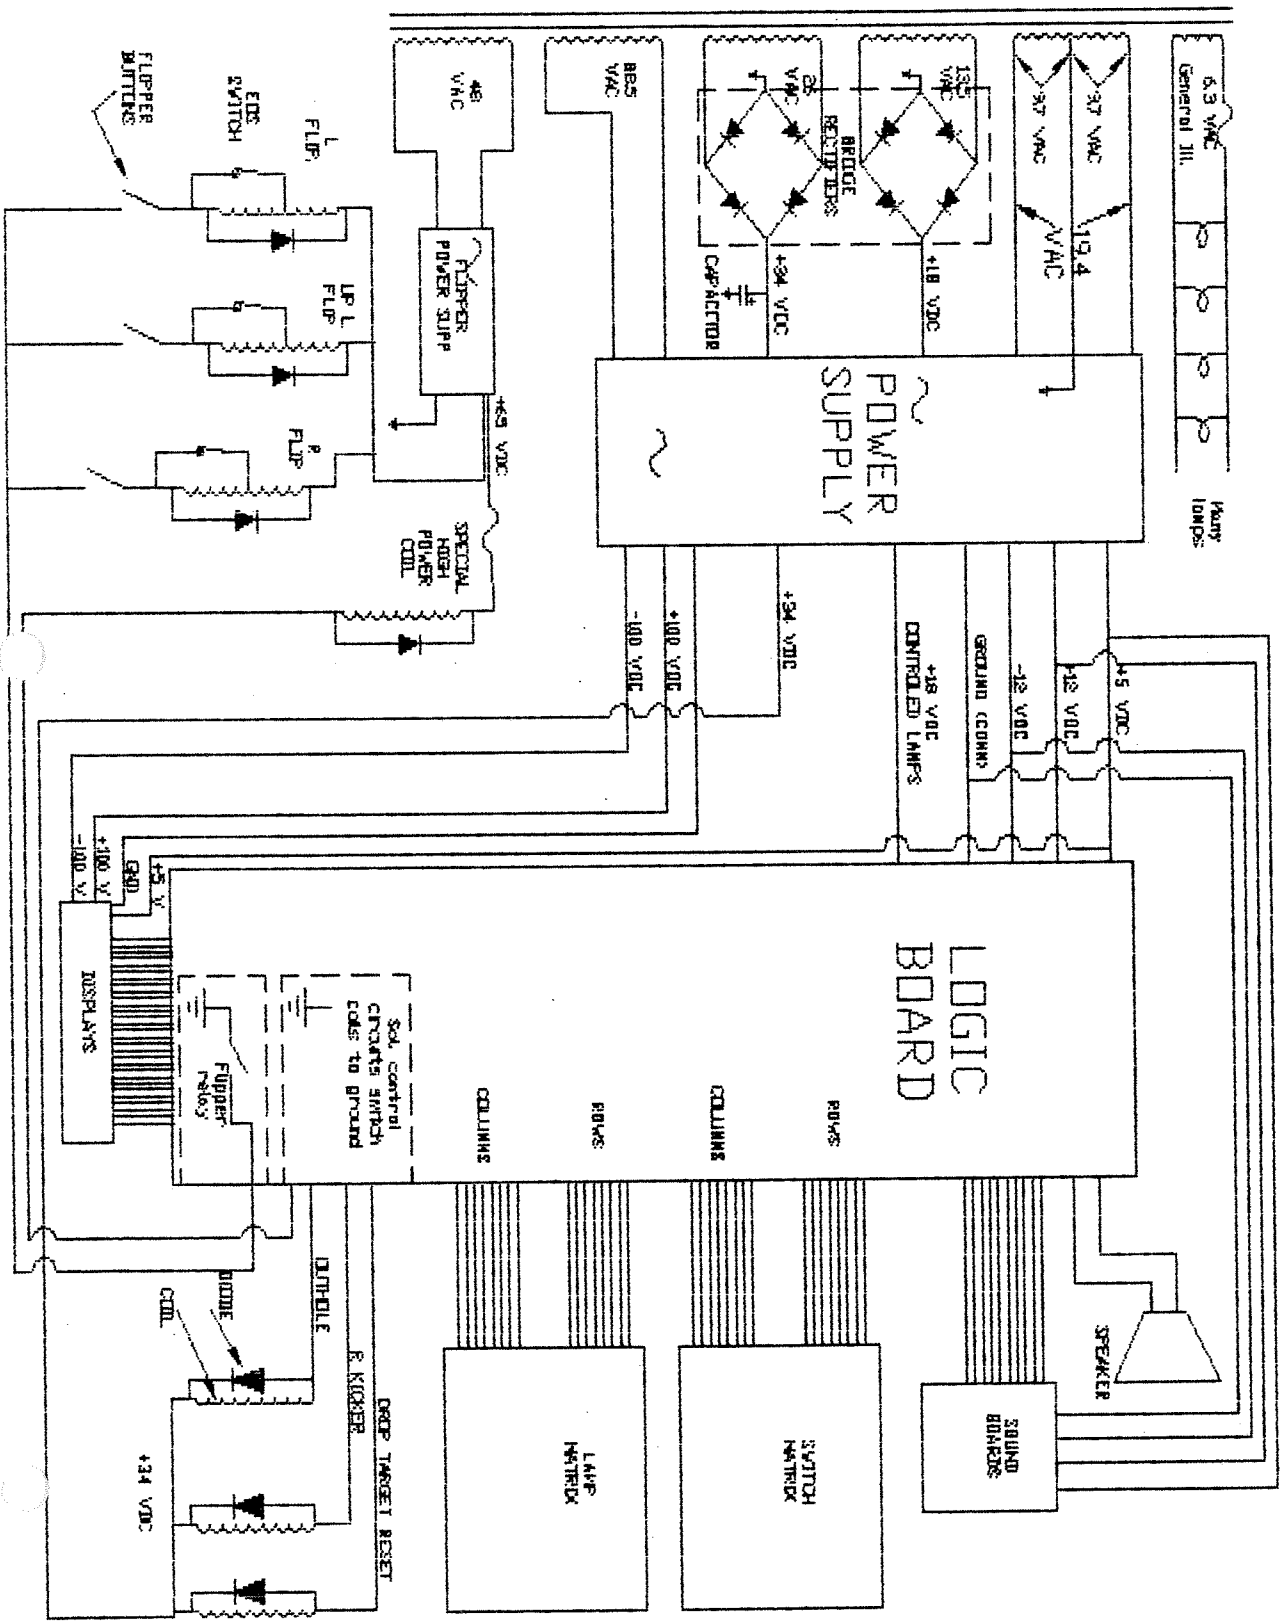 6.3 VAC
General Ill.
Many
lamps
9.7 VAC
9.7 VAC
19.4
VAC
13.5
VAC
26
VAC
BRIDGE
RECTIFIERS
+18 VDC
+34 VDC
CAPACITOR
88.5
VAC
48
VAC
POWER
SUPPLY
+5 VDC
+12 VDC
-12 VDC
GROUND (COMM)
+18 VDC
CONTROLED LAMPS
+34 VDC
+100 VDC
-100 VDC
FLIPPER
POWER SUPP
+65 VDC
SPECIAL
HIGH
POWER
COIL
L
FLIP.
EOS
SWITCH
FLIPPER
BUTTONS
UP L
FLIP
R
FLIP
LOGIC
BOARD
ROWS
COLUMNS
ROWS
COLUMNS
Sol. control
circuits switch
coils to ground
Flipper
relay
+5 V
GND
+100 V
-100 V
DISPLAYS
SPEAKER
SOUND
BOARDS
SWITCH
MATRIX
LAMP
MATRIX
DROP TARGET RESET
R. KICKER
OUTHOLE
DIODE
COIL
+34 VDC